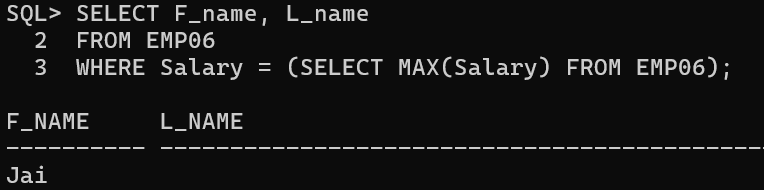 SQL> SELECT F_name, L_name
  2  FROM EMP06
  3  WHERE Salary = (SELECT MAX(Salary) FROM EMP06);

F_NAME     L_NAME
---------- ---------------------------------------------
Jai